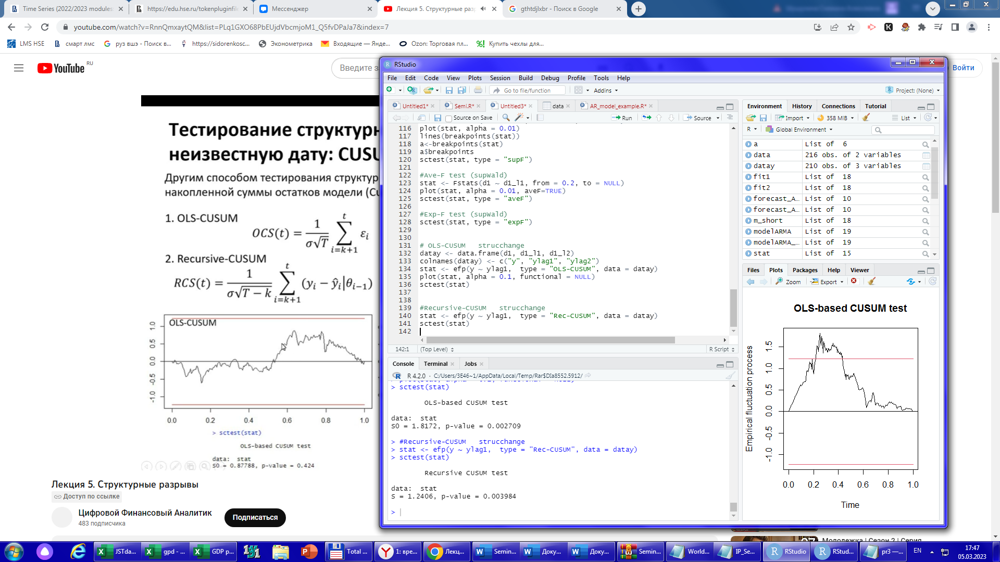 Time Series (2022/2023 modules
https://edu.hse.ru/tokenpluginfile
Мессенджер
Лекция 5. Структурные разр
gthtdjlxbr - Поиск в Google
youtube.com/watch?v=RnnQmxaytQM&list=PLq1GXO68PbEUjdVbcmjoM1_Q5fvDPaJa7&index=7
LMS HSE
смарт лмс
руз вшэ - Поиск в...
https://sidorenkosc...
Эконометрика
Входящие — Янде...
Ozon: Торговая пл...
Купить чехлы для...
YouTube RU
Введите з
Войти
Тестирование структурн
неизвестную дату: CUSU
Другим способом тестирования структур
накопленной суммы остатков модели (Cu
1. OLS-CUSUM
OCS(t) = 1/(σ√T) ∑_{i=k+1}^{t} ε_i
2. Recursive-CUSUM
RCS(t) = 1/(σ√(T − k)) ∑_{i=k+1}^{t} (y_i − ŷ_i|θ_{i−1})
OLS-CUSUM
1.0
0.5
0.0
-0.5
-1.0
0.0 0.2 0.4 0.6 0.8 1.0
> sctest(stat)
OLS-based CUSUM test
data: stat
S0 = 0.87788, p-value = 0.424
Лекция 5. Структурные разрывы
Доступ по ссылке
Цифровой Финансовый Аналитик
483 подписчика
Подписаться
RStudio
File Edit Code View Plots Session Build Debug Profile Tools Help
Go to file/function
Addins
Project: (None)
Untitled1* Semi.R* Untitled3* data AR_model_example.R*
Source on Save
Run
Source
116 plot(stat, alpha = 0.01)
117 lines(breakpoints(stat))
118 a<-breakpoints(stat)
119 a$breakpoints
120 sctest(stat, type = "supF")
121
122 #Ave-F test (supWald)
123 stat <- Fstats(d1 ~ d1_l1, from = 0.2, to = NULL)
124 plot(stat, alpha = 0.01, aveF=TRUE)
125 sctest(stat, type = "aveF")
126
127 #Exp-F test (supWald)
128 sctest(stat, type = "expF")
129
130
131 # OLS-CUSUM   strucchange
132 datay <- data.frame(d1, d1_l1, d1_l2)
133 colnames(datay) <- c("y", "ylag1", "ylag2")
134 stat <- efp(y ~ ylag1,  type = "OLS-CUSUM", data = datay)
135 plot(stat, alpha = 0.1, functional = NULL)
136 sctest(stat)
137
138
139 #Recursive-CUSUM   strucchange
140 stat <- efp(y ~ ylag1,  type = "Rec-CUSUM", data = datay)
141 sctest(stat)
142
142:1 (Top Level) R Script
Console Terminal Jobs
R 4.2.0 · C:/Users/3E46~1/AppData/Local/Temp/Rar$DIa8552.5912/
> sctest(stat)
OLS-based CUSUM test
data: stat
S0 = 1.8172, p-value = 0.002709
> #Recursive-CUSUM   strucchange
> stat <- efp(y ~ ylag1,  type = "Rec-CUSUM", data = datay)
> sctest(stat)
Recursive CUSUM test
data: stat
S = 1.2406, p-value = 0.003984
>
Environment History Connections Tutorial
Import 358 MiB List
R Global Environment
a List of 6
data 216 obs. of 2 variables
datay 210 obs. of 3 variables
fit1 List of 18
fit2 List of 18
forecast_A... List of 10
forecast_A... List of 10
m_short List of 18
modelARMA List of 19
modelARMA_... List of 19
stat List of 15
Files Plots Packages Help Viewer
Zoom Export
OLS-based CUSUM test
Empirical fluctuation process
1.5
1.0
0.5
0.0
-0.5
-1.0
0.0 0.2 0.4 0.6 0.8 1.0
Time
Молодежка | Сезон 2 | Серия
JSTda...
gpd - ...
GDP p...
Total ...
1: вре...
Лекц...
Semin...
Доку...
Доку...
Semin...
World...
IP_Se...
RStudio
RStud...
pr3 —...
EN
17:47
05.03.2023